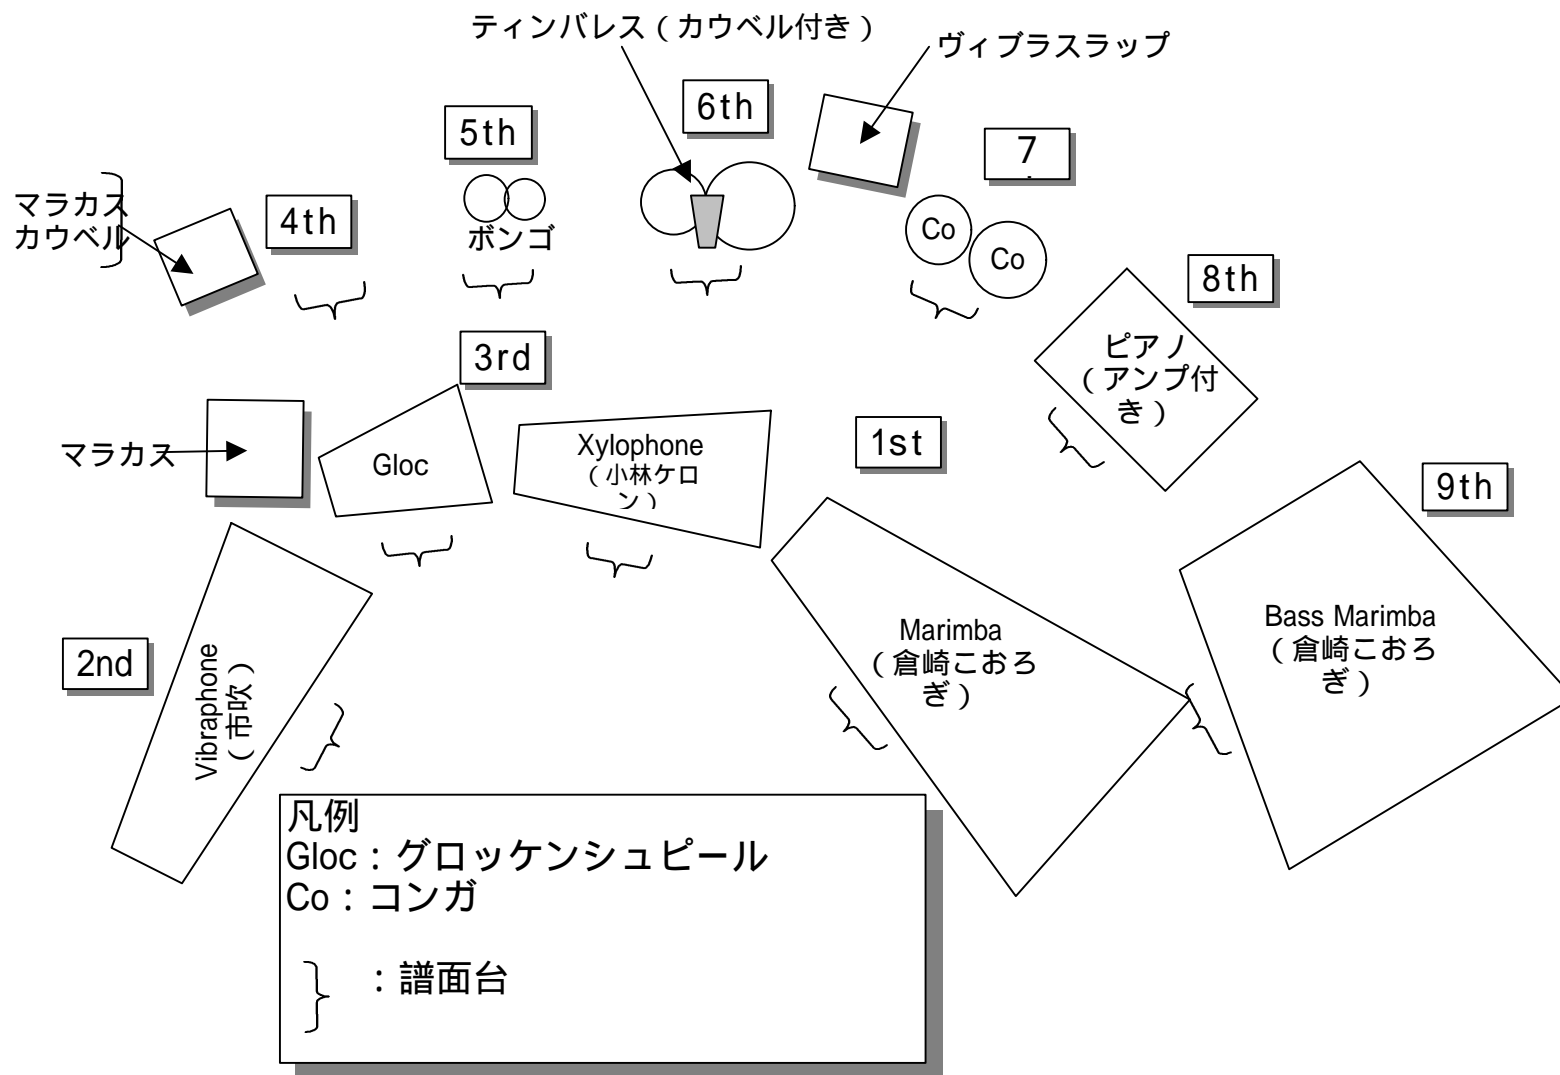 ティンバレス（カウベル付き）
ヴィブラスラップ
6th
5th
7
マラカス
カウベル
4th
ボンゴ
Co
Co
8th
ピアノ
（アンプ付
き）
3rd
1st
マラカス
Gloc
Xylophone
（小林ケロ
ン）
9th
2nd
Vibraphone
（市吹）
Marimba
（倉崎こおろ
ぎ）
Bass Marimba
（倉崎こおろ
ぎ）
凡例
Gloc：グロッケンシュピール
Co：コンガ
：譜面台